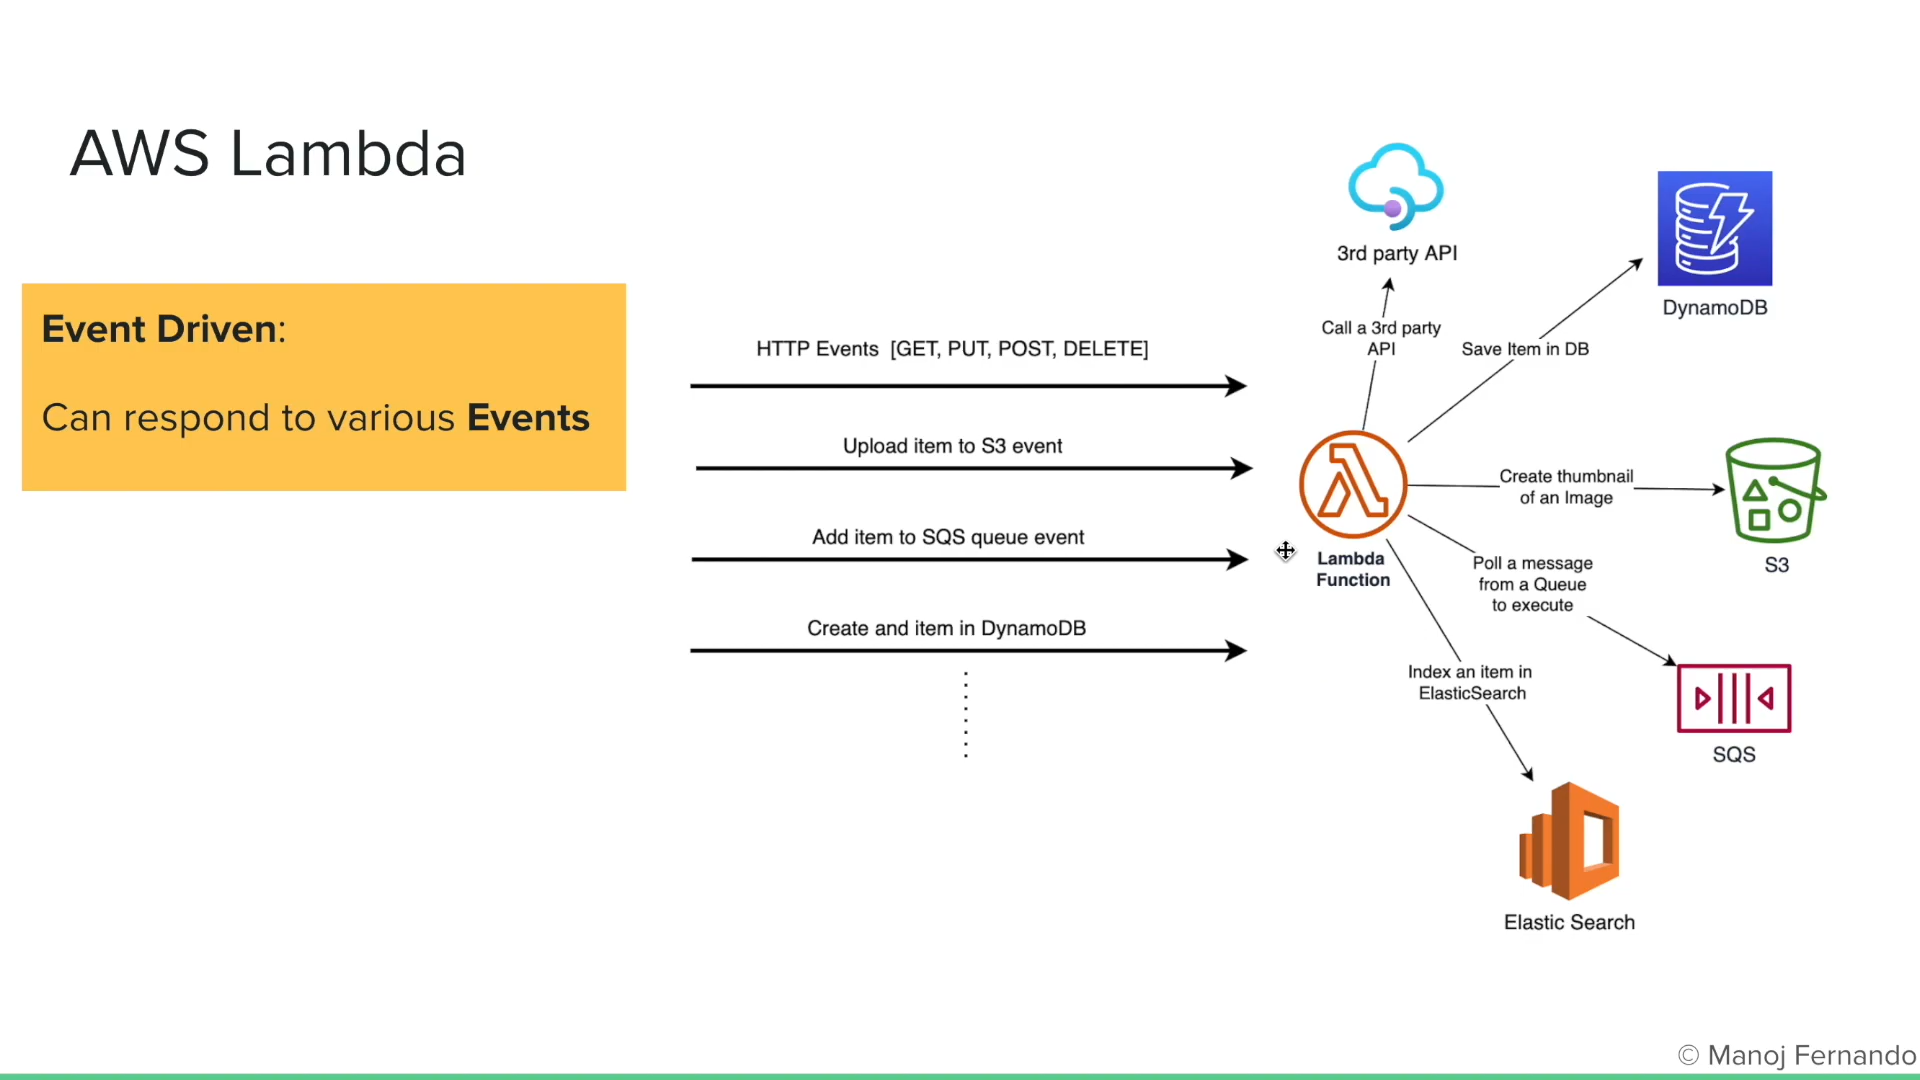 AWS Lambda
Event Driven:
Can respond to various Events
HTTP Events [GET, PUT, POST, DELETE]
Upload item to S3 event
Add item to SQS queue event
Create and item in DynamoDB
3rd party API
Call a 3rd party
API
DynamoDB
Save Item in DB
Lambda
Function
Create thumbnail
of an Image
S3
Poll a message
from a Queue
to execute
SQS
Index an item in
ElasticSearch
Elastic Search
© Manoj Fernando